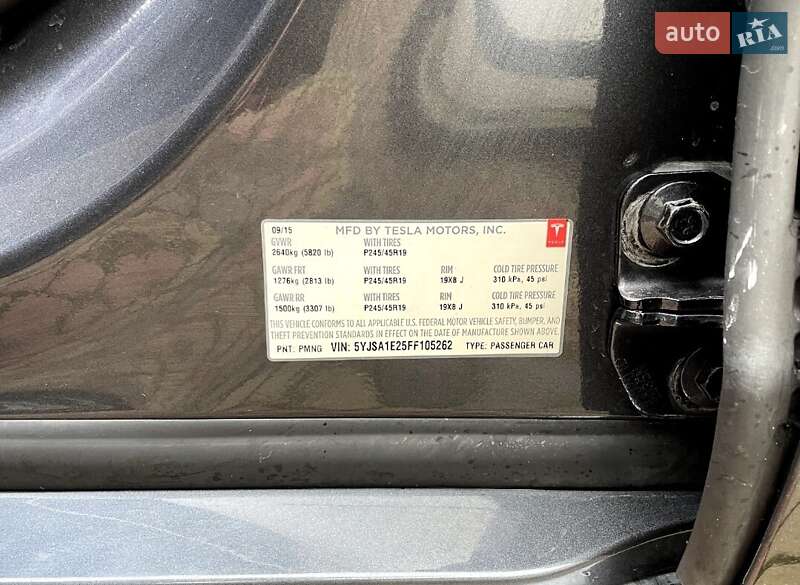 auto RIA
.com
09/15 MFD BY TESLA MOTORS, INC.
GVWR WITH TIRES
2640kg (5820 lb) P245/45R19
TESLA
GAWR FRT WITH TIRES RIM COLD TIRE PRESSURE
1276kg (2813 lb) P245/45R19 19X8 J 310 kPa, 45 psi
GAWR RR WITH TIRES RIM COLD TIRE PRESSURE
1500kg (3307 lb) P245/45R19 19X8 J 310 kPa, 45 psi
THIS VEHICLE CONFORMS TO ALL APPLICABLE U.S. FEDERAL MOTOR VEHICLE SAFETY, BUMPER, AND
THEFT PREVENTION STANDARDS IN EFFECT ON THE DATE OF MANUFACTURE SHOWN ABOVE.
PNT. PMNG VIN: 5YJSA1E25FF105262 TYPE: PASSENGER CAR